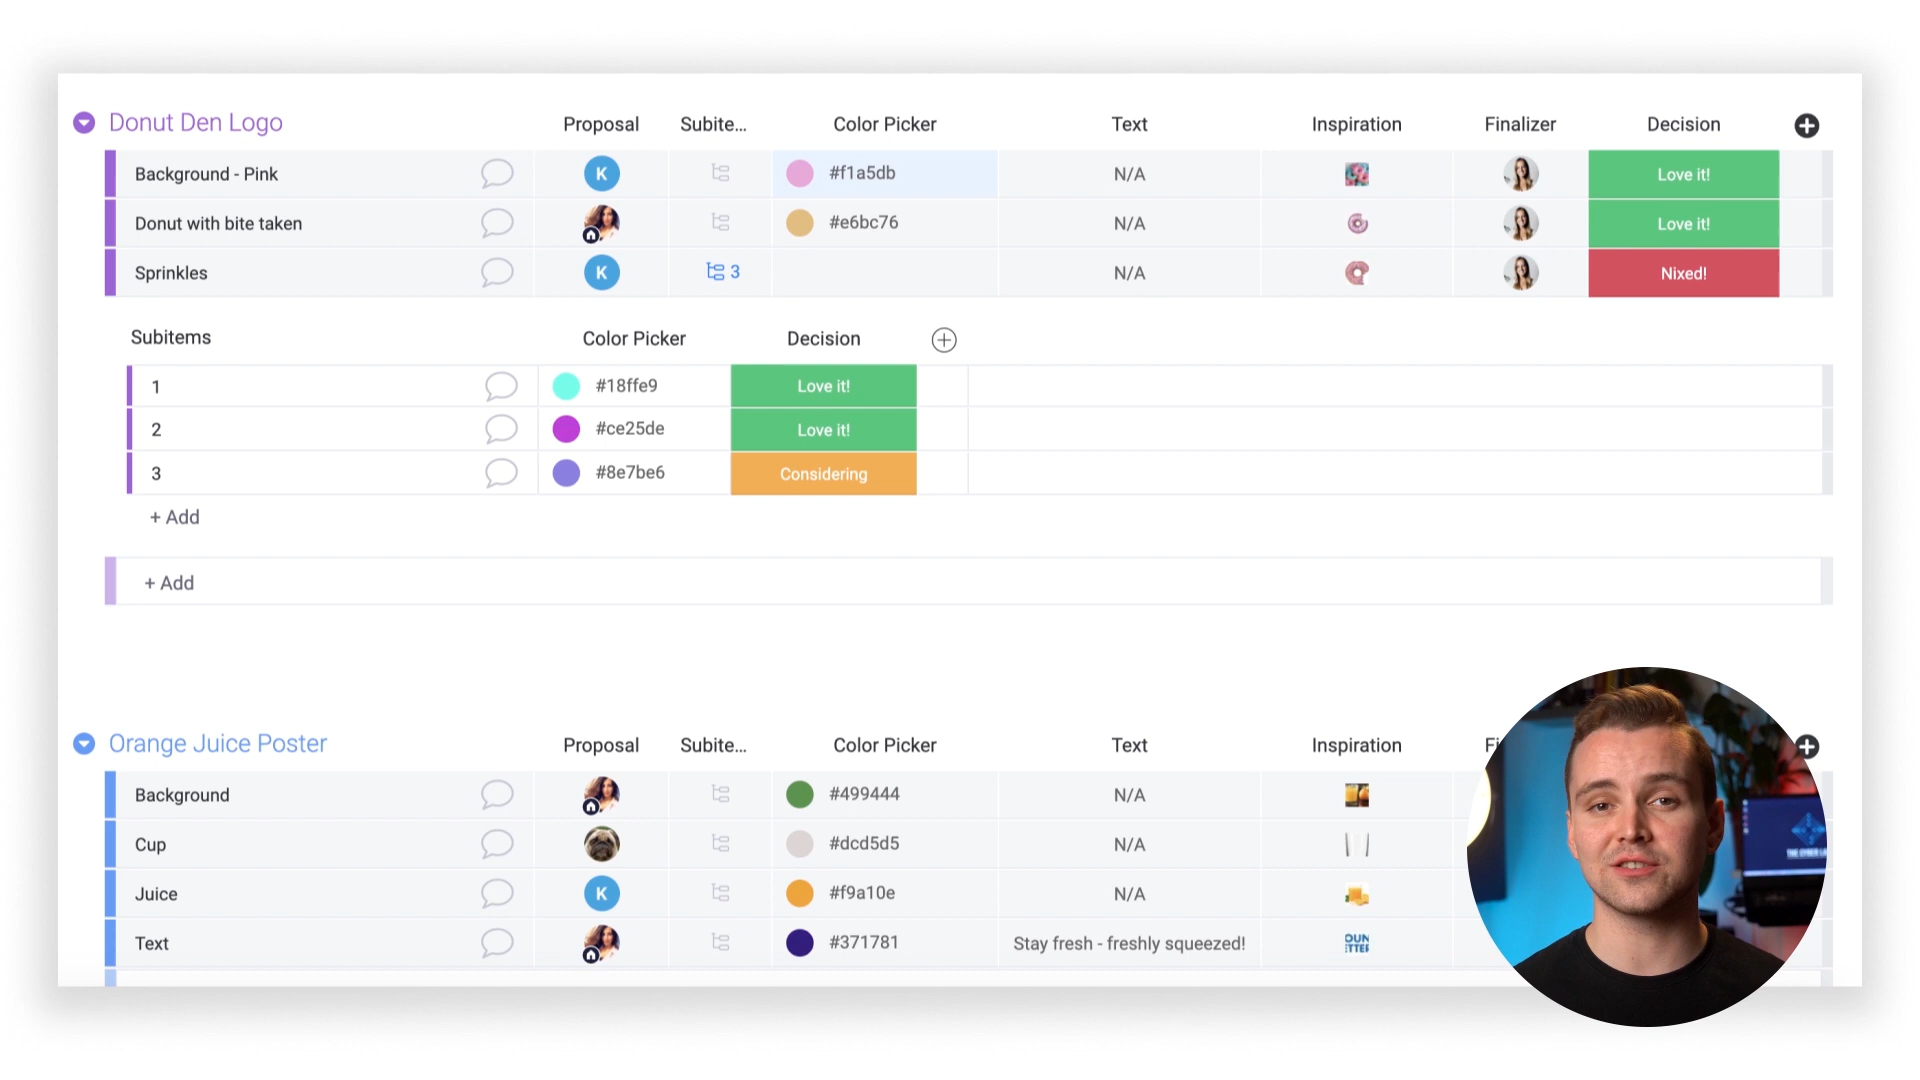 Donut Den Logo Proposal Subite... Color Picker Text Inspiration Finalizer Decision
Background - Pink K #f1a5db N/A Love it!
Donut with bite taken #e6bc76 N/A Love it!
Sprinkles K 3 N/A Nixed!
Subitems Color Picker Decision
1 #18ffe9 Love it!
2 #ce25de Love it!
3 #8e7be6 Considering
+ Add
+ Add
Orange Juice Poster Proposal Subite... Color Picker Text Inspiration
Background #499444 N/A
Cup #dcd5d5 N/A
Juice K #f9a10e N/A
Text #371781 Stay fresh - freshly squeezed!